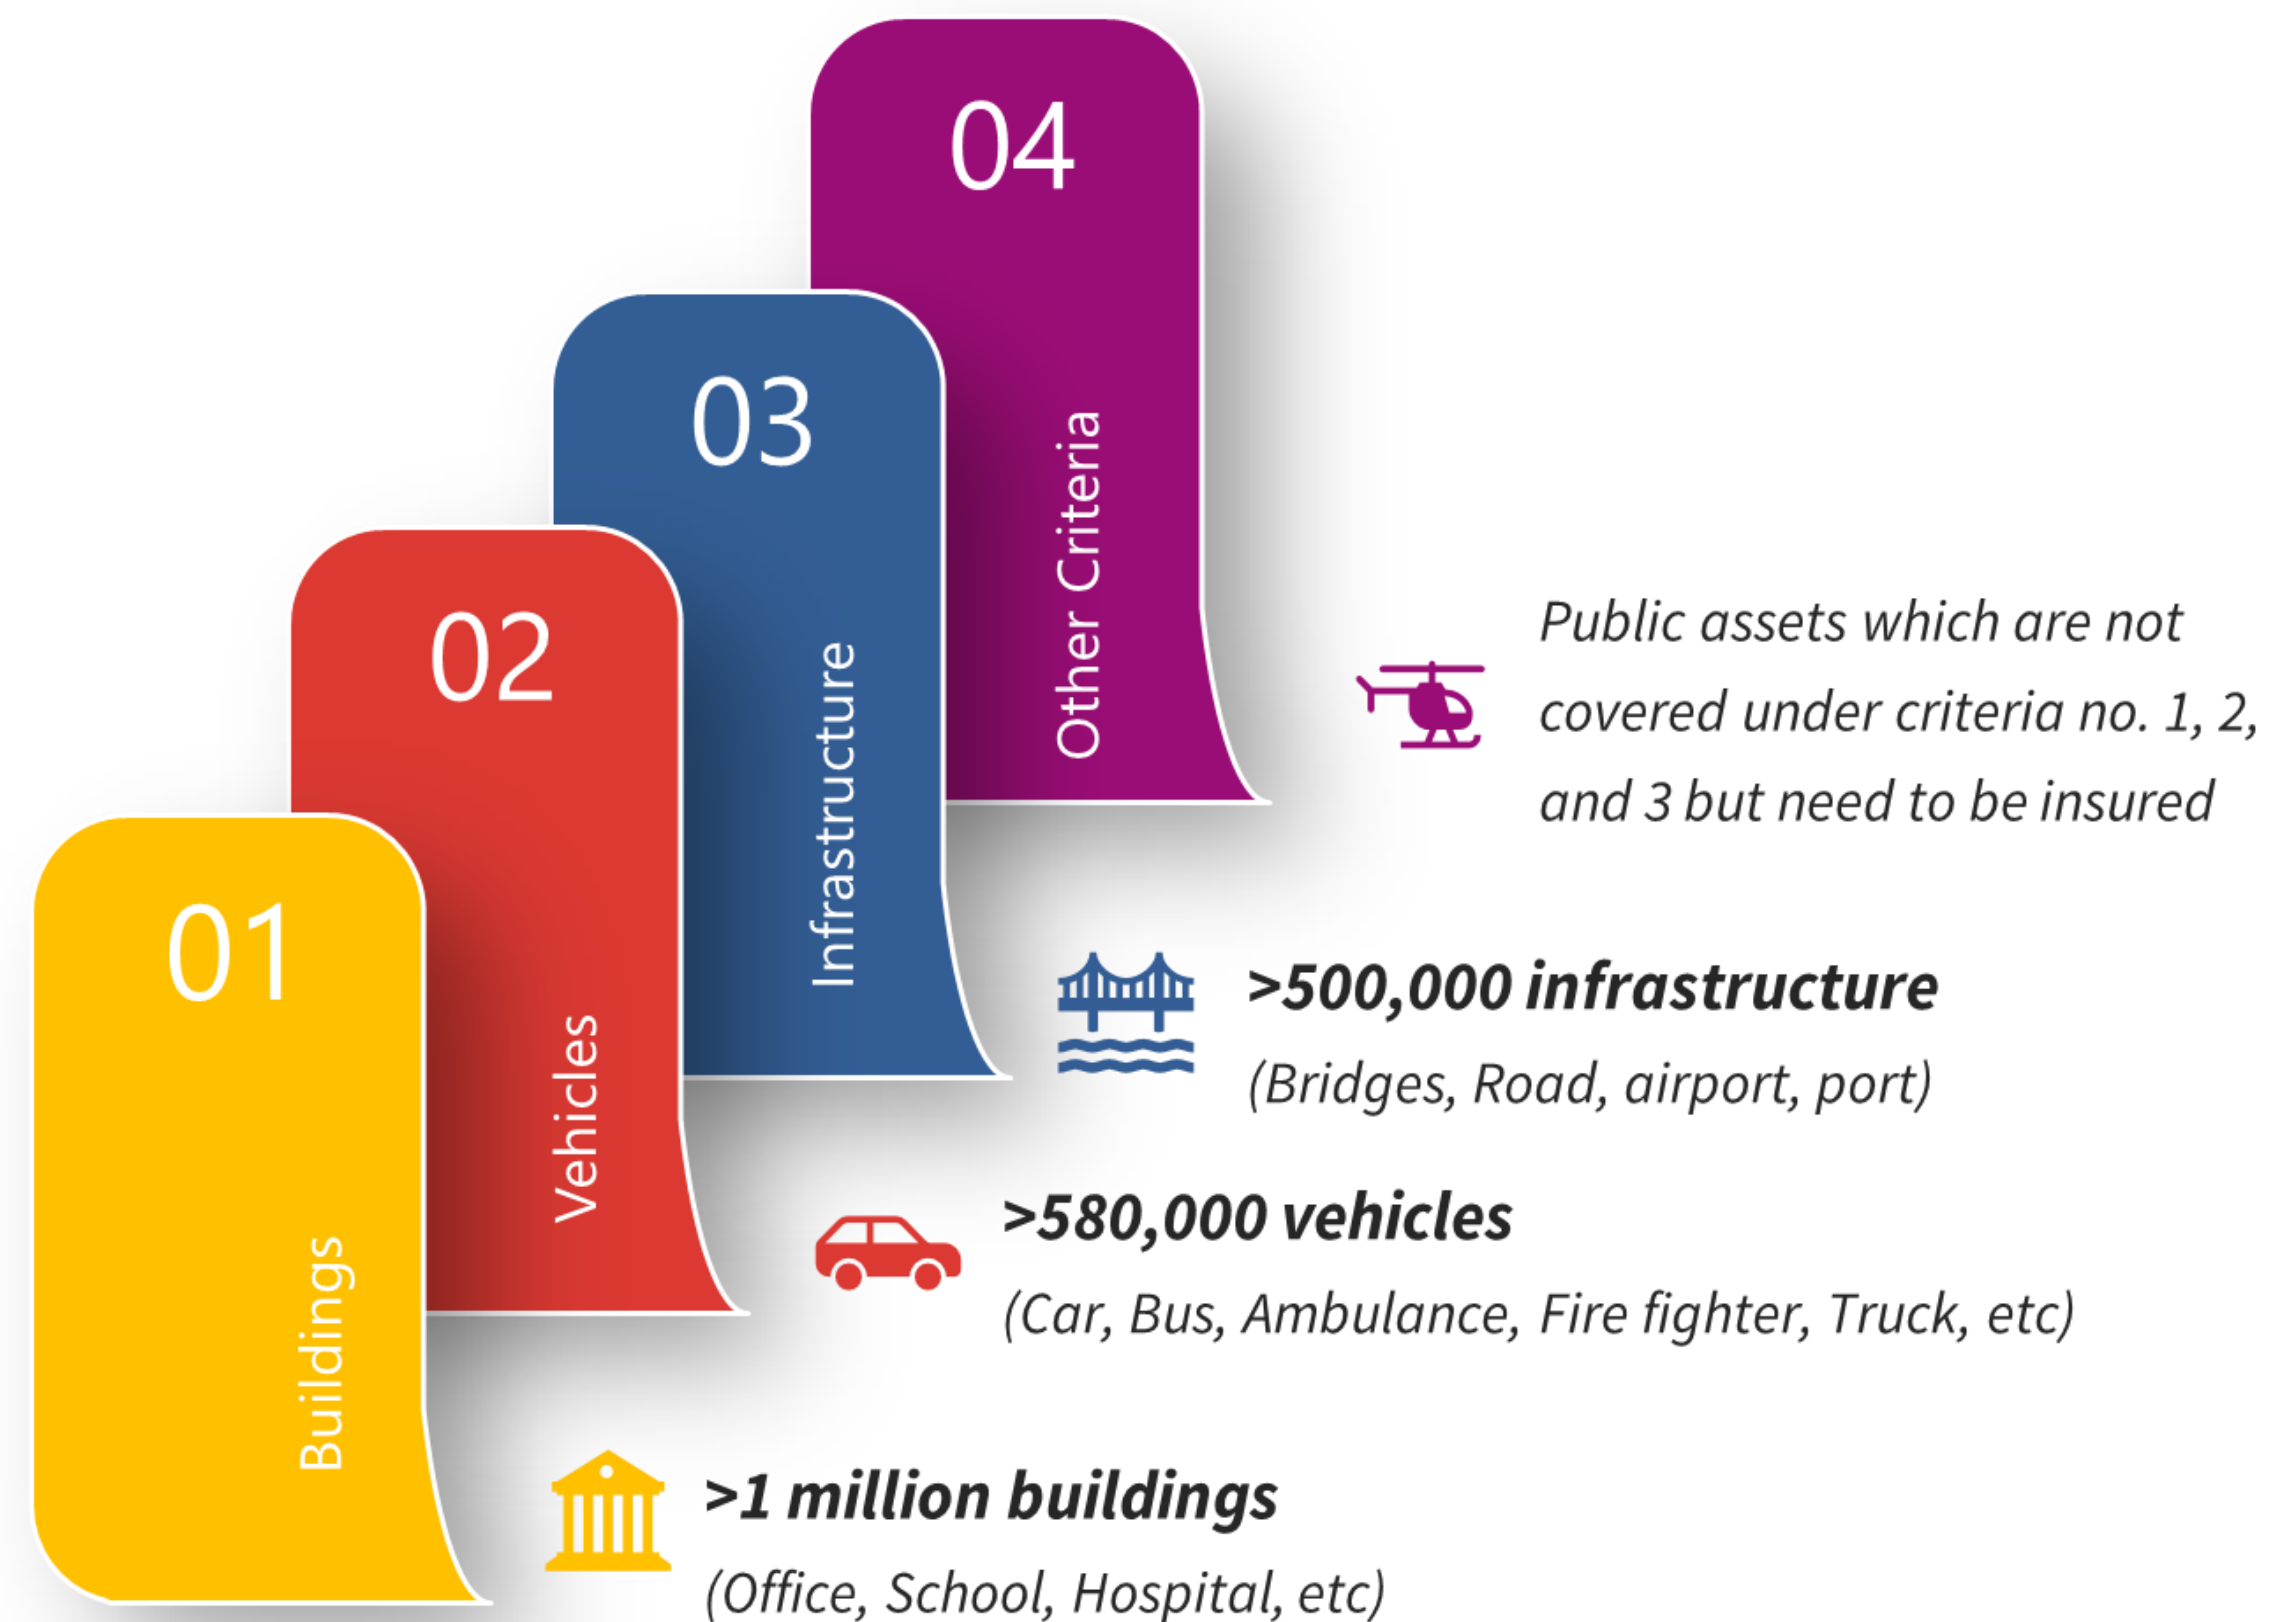 04
Other Criteria
Public assets which are not
covered under criteria no. 1, 2,
and 3 but need to be insured
03
Infrastructure
>500,000 infrastructure
(Bridges, Road, airport, port)
02
Vehicles
>580,000 vehicles
(Car, Bus, Ambulance, Fire fighter, Truck, etc)
01
Buildings
>1 million buildings
(Office, School, Hospital, etc)